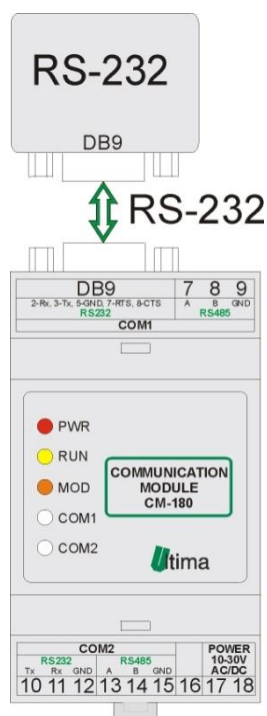 RS-232
DB9
RS-232
DB9 7 8 9
2-Rx, 3-Tx, 5-GND, 7-RTS, 8-CTS A B GND
RS232 RS485
COM1
PWR
RUN
MOD
COM1
COM2
COMMUNICATION
MODULE
CM-180
Ultima
COM2 POWER
RS232 RS485 10-30V
Tx Rx GND A B GND AC/DC
10 11 12 13 14 15 16 17 18